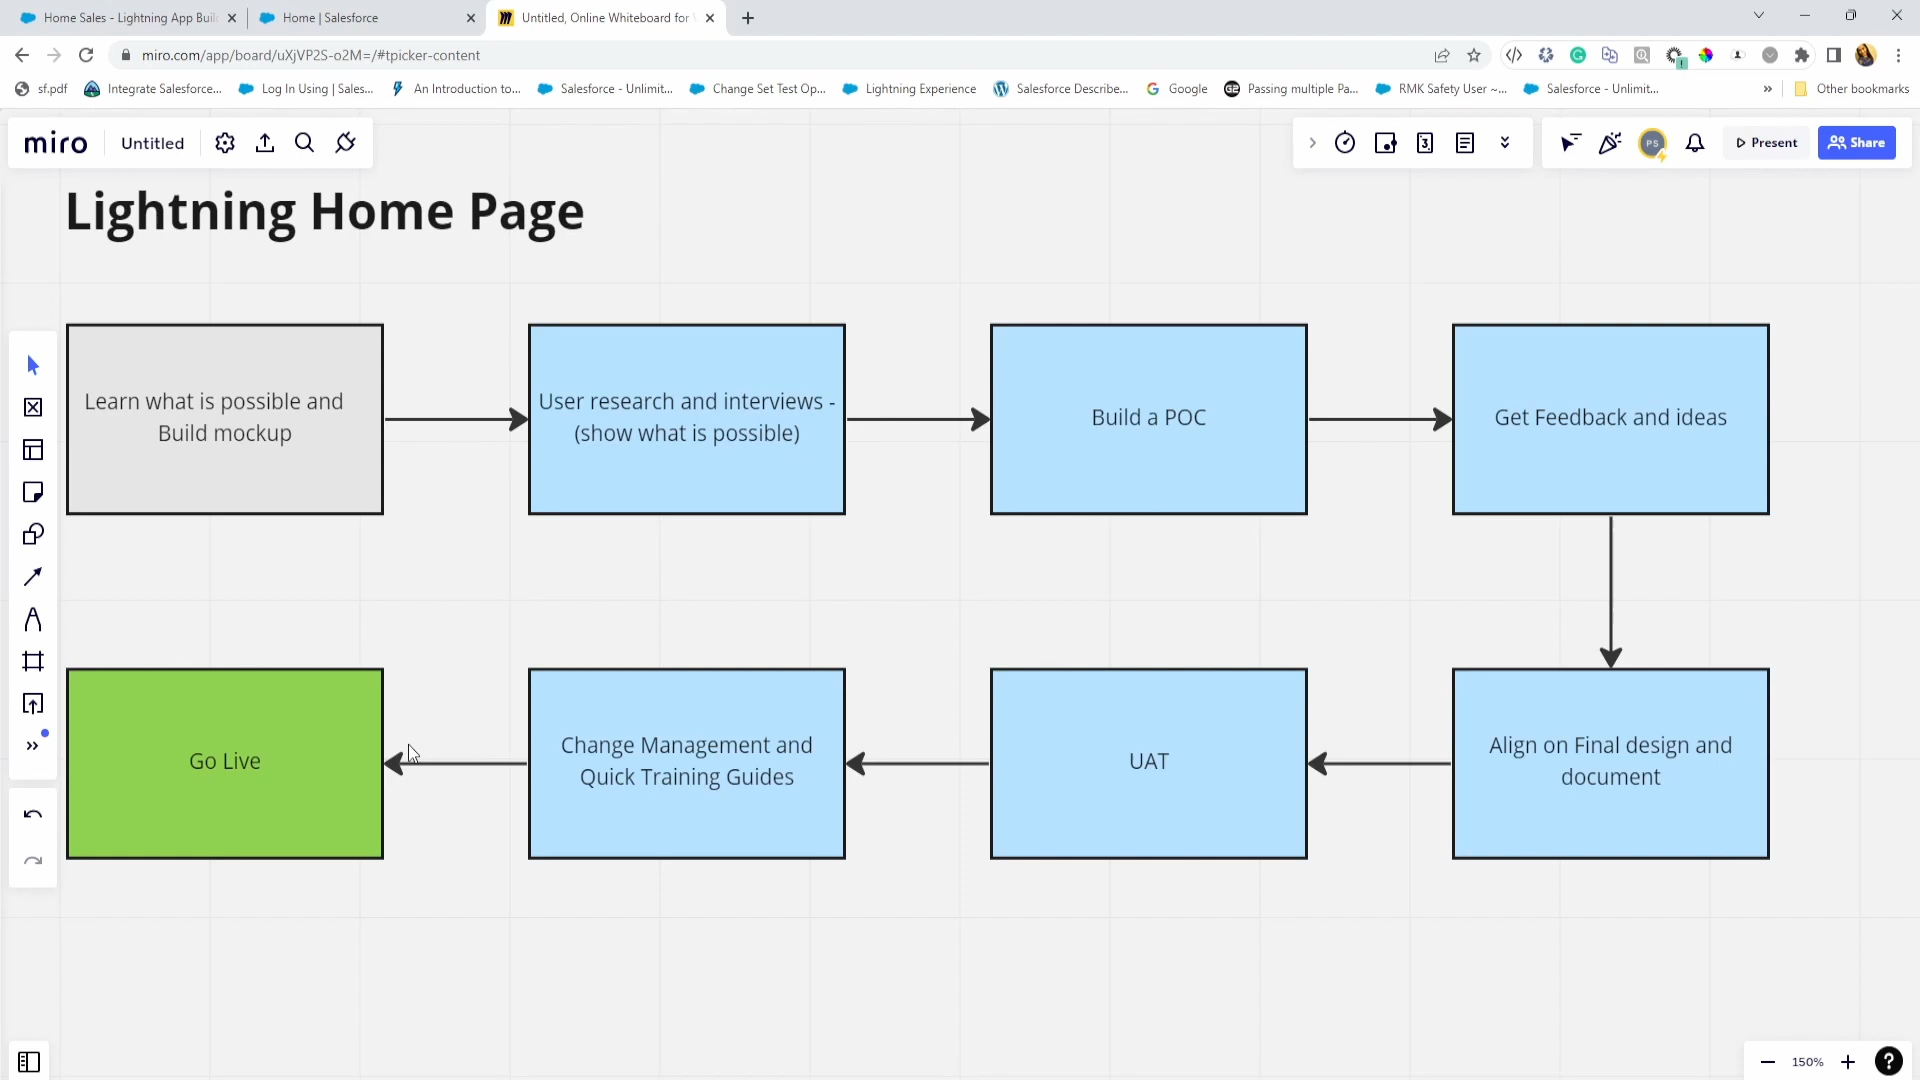 Home Sales - Lightning App Buil
Home | Salesforce
Untitled, Online Whiteboard for
miro.com/app/board/uXjVP2S-o2M=/#tpicker-content
sf.pdf
Integrate Salesforce...
Log In Using | Sales...
An Introduction to...
Salesforce - Unlimit...
Change Set Test Op...
Lightning Experience
Salesforce Describe...
Google
Passing multiple Pa...
RMK Safety User ~...
Salesforce - Unlimit...
Other bookmarks
miro
Untitled
PS
Present
Share
Lightning Home Page
Learn what is possible and
Build mockup
User research and interviews -
(show what is possible)
Build a POC
Get Feedback and ideas
Go Live
Change Management and
Quick Training Guides
UAT
Align on Final design and
document
150%